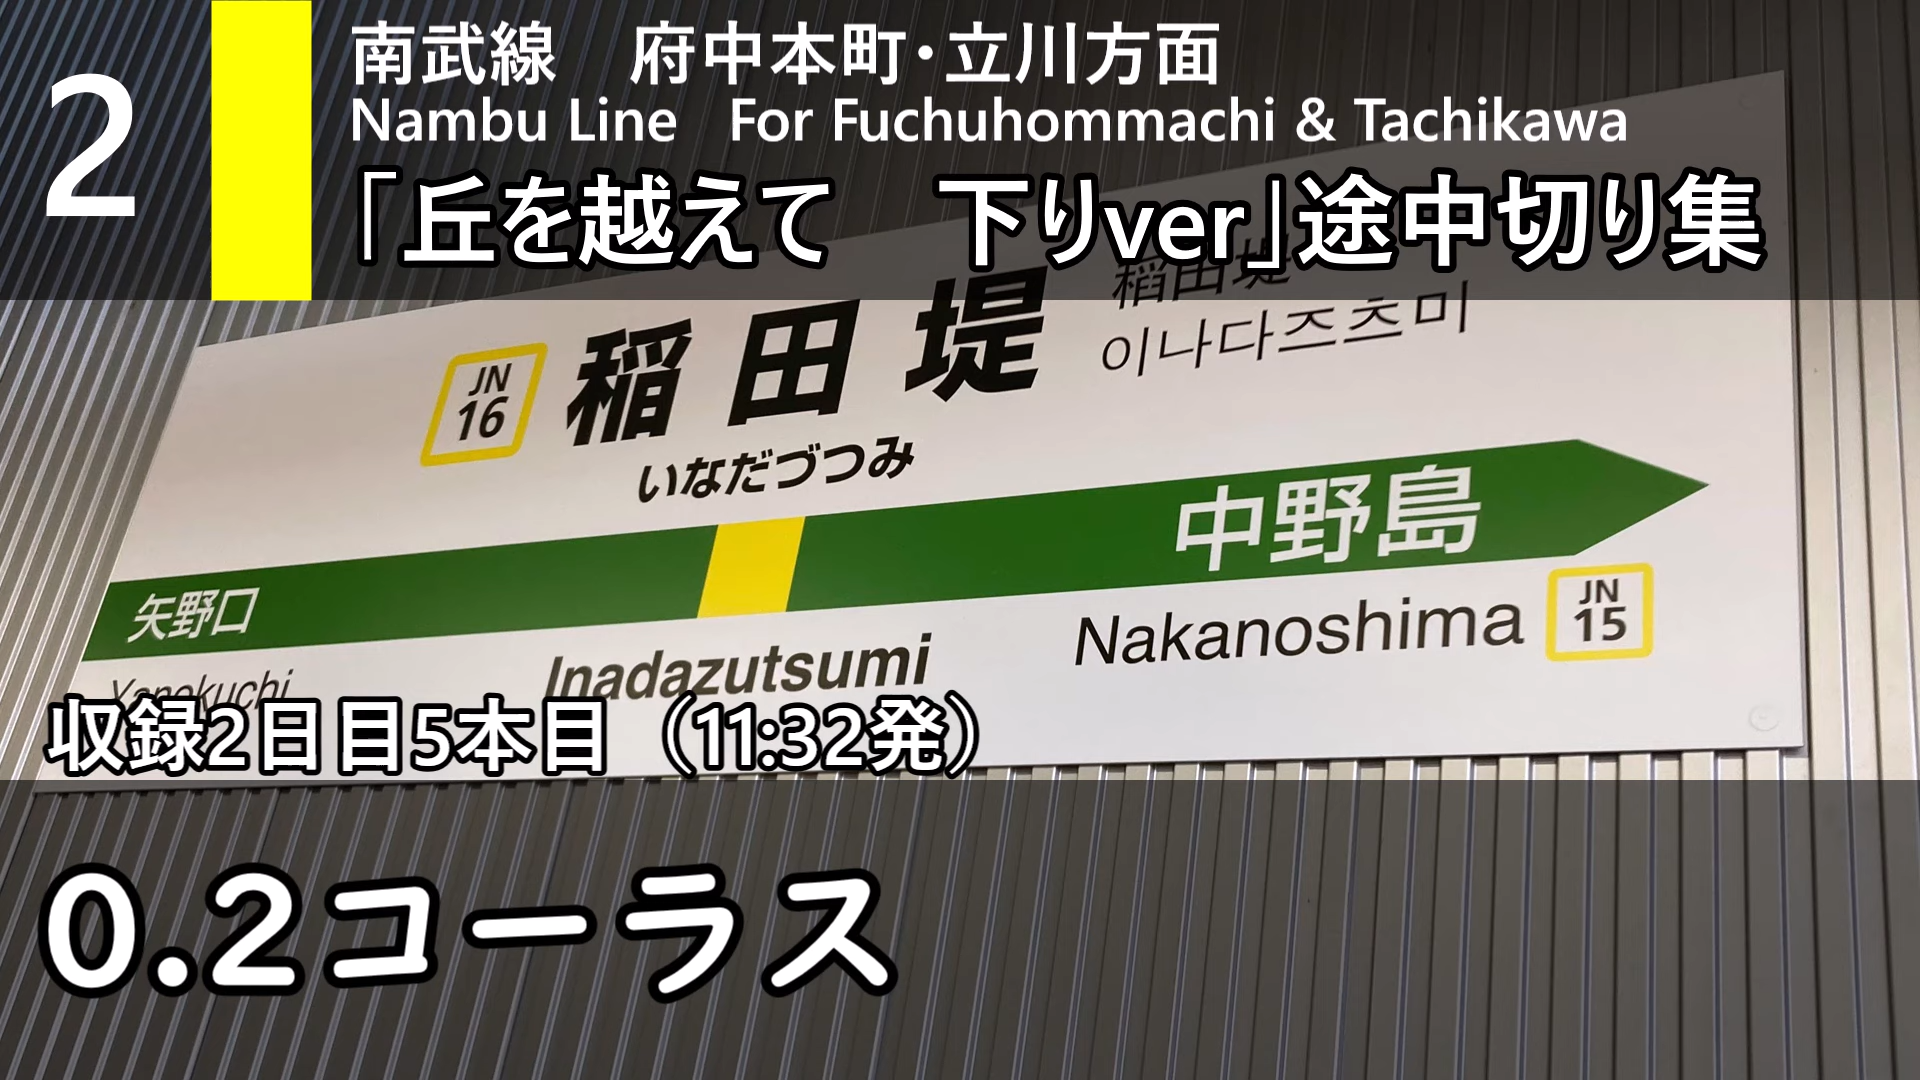 2
南武線　府中本町・立川方面
Nambu Line For Fuchuhommachi & Tachikawa
「丘を越えて　下りver」途中切り集
稲田堤
JN
16
稲田堤
이나다즈츠미
いなだづつみ
矢野口
中野島
Yanokuchi
Inadazutsumi
Nakanoshima
JN
15
収録2日目5本目（11:32発）
0.2コーラス